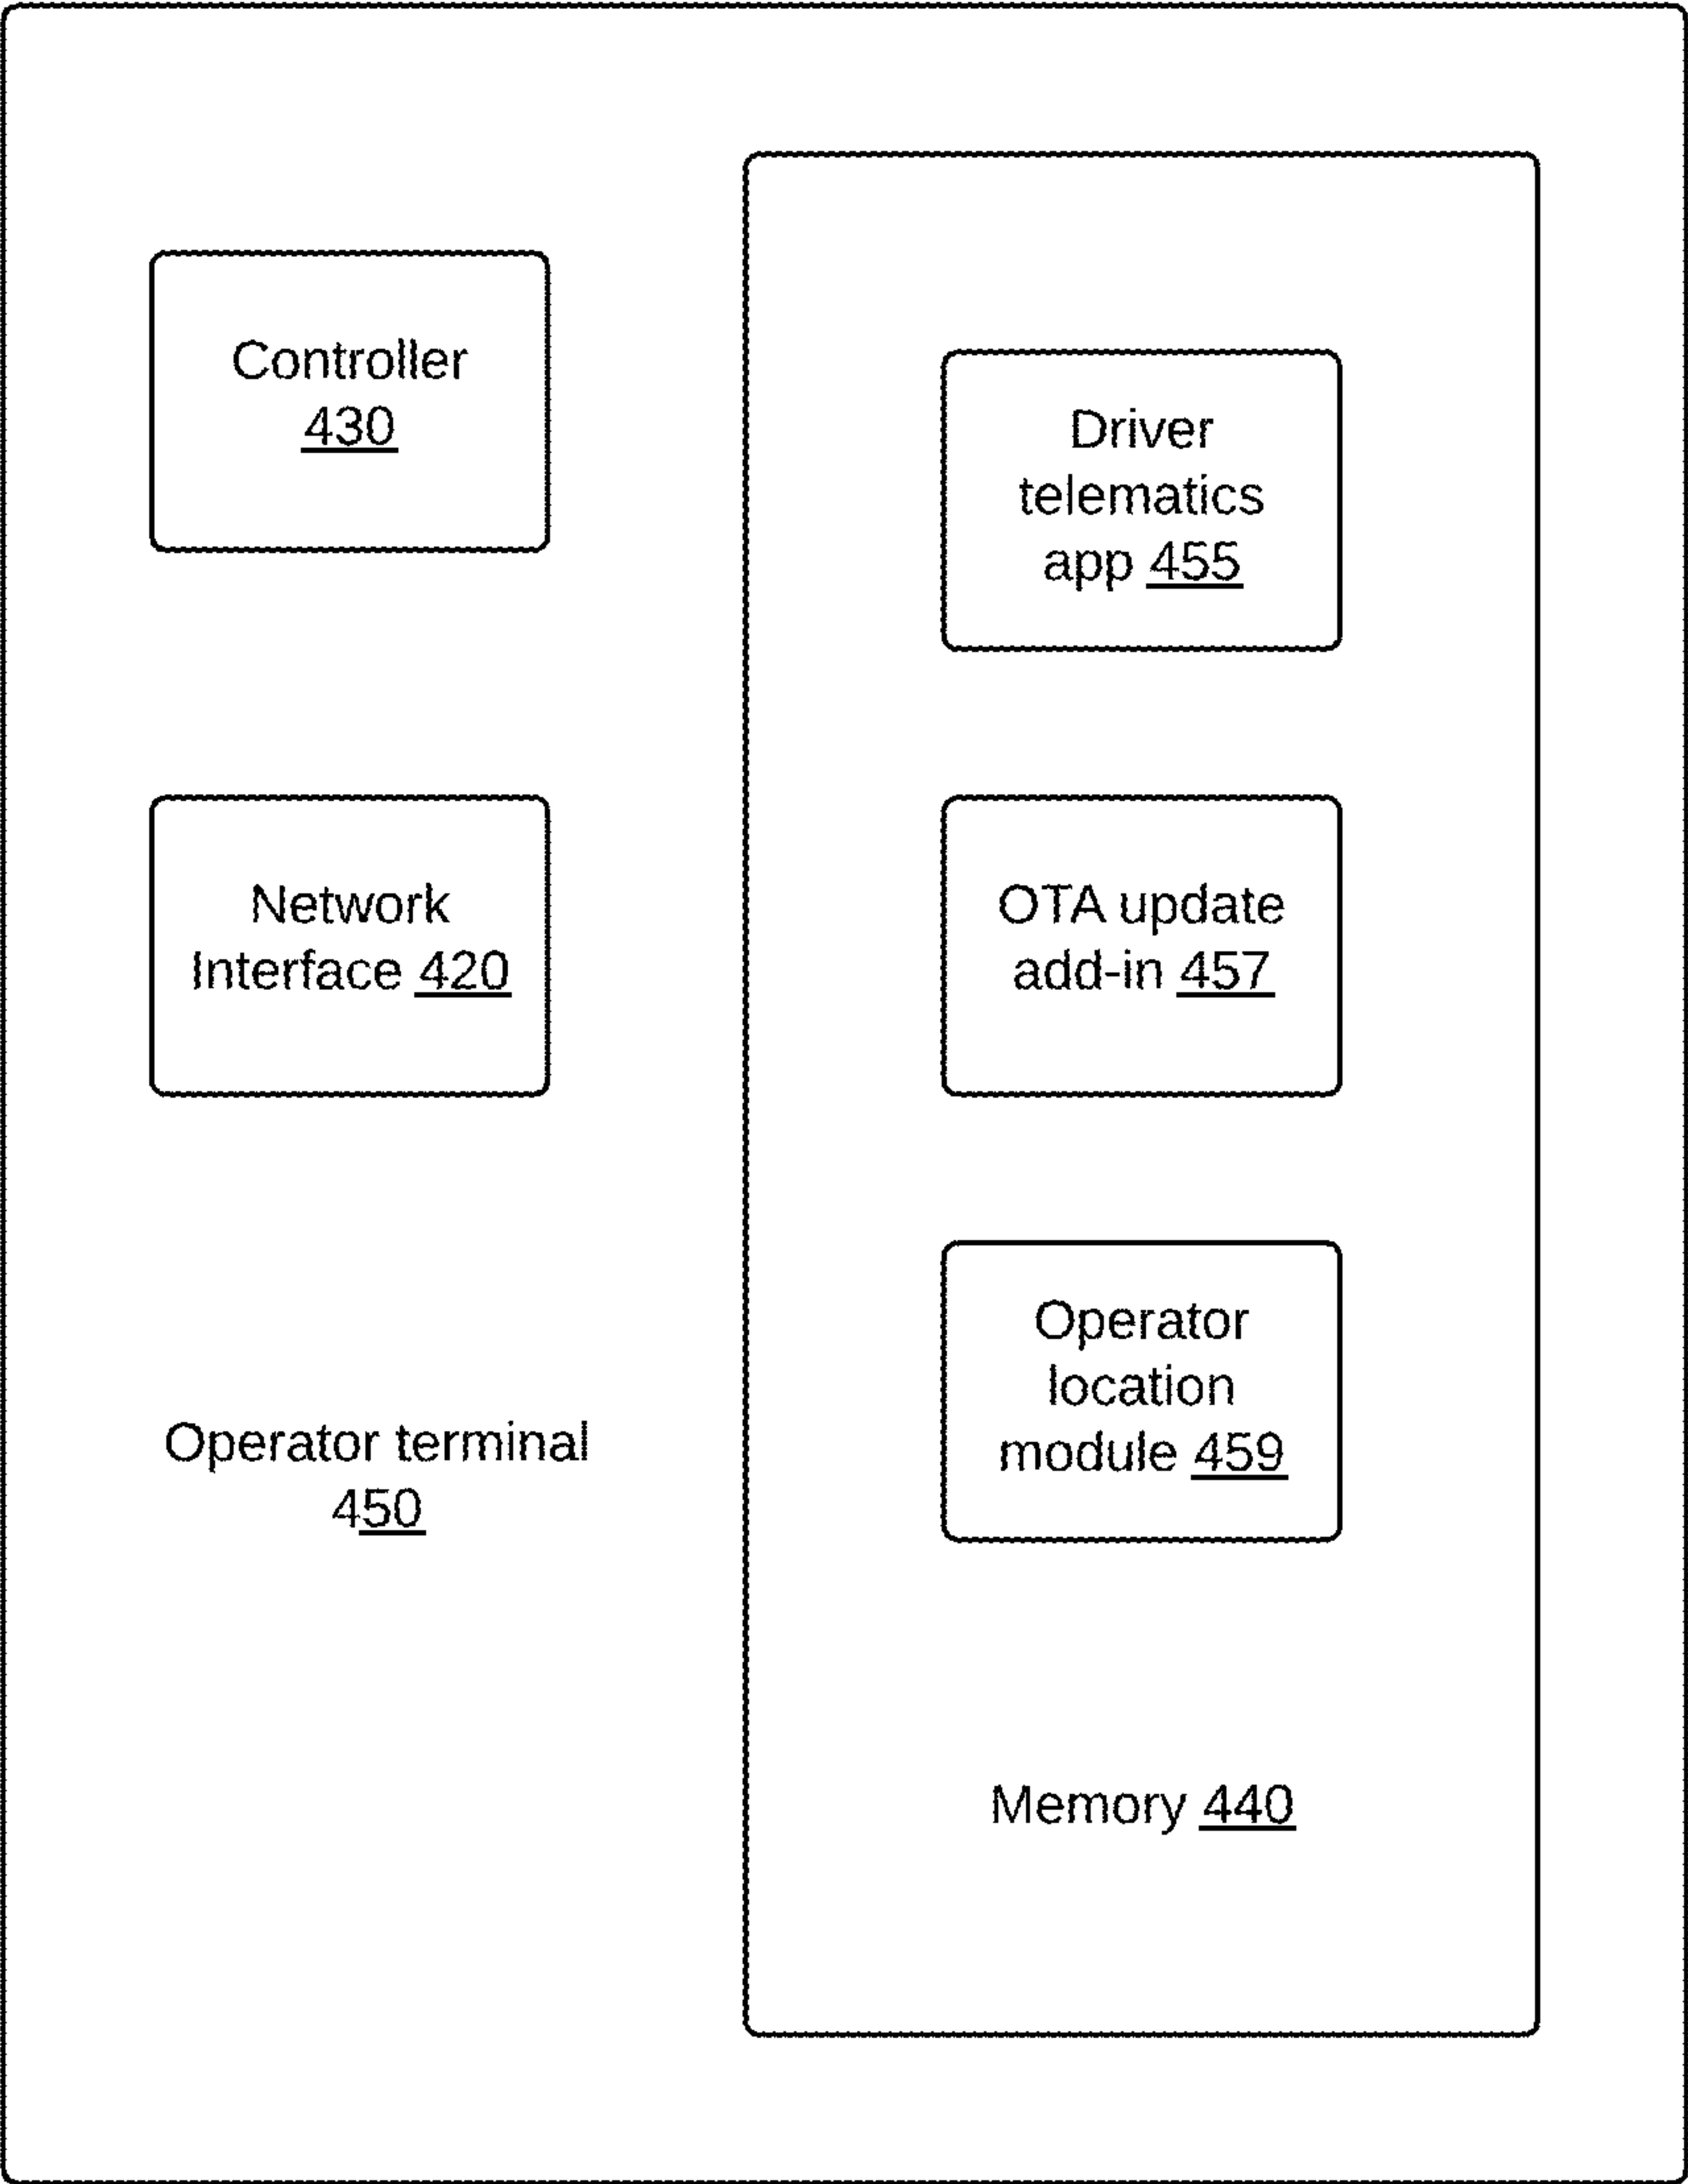 Controller
430
Network
Interface 420
Operator terminal
450
Driver
telematics
app 455
OTA update
add-in 457
Operator
location
module 459
Memory 440